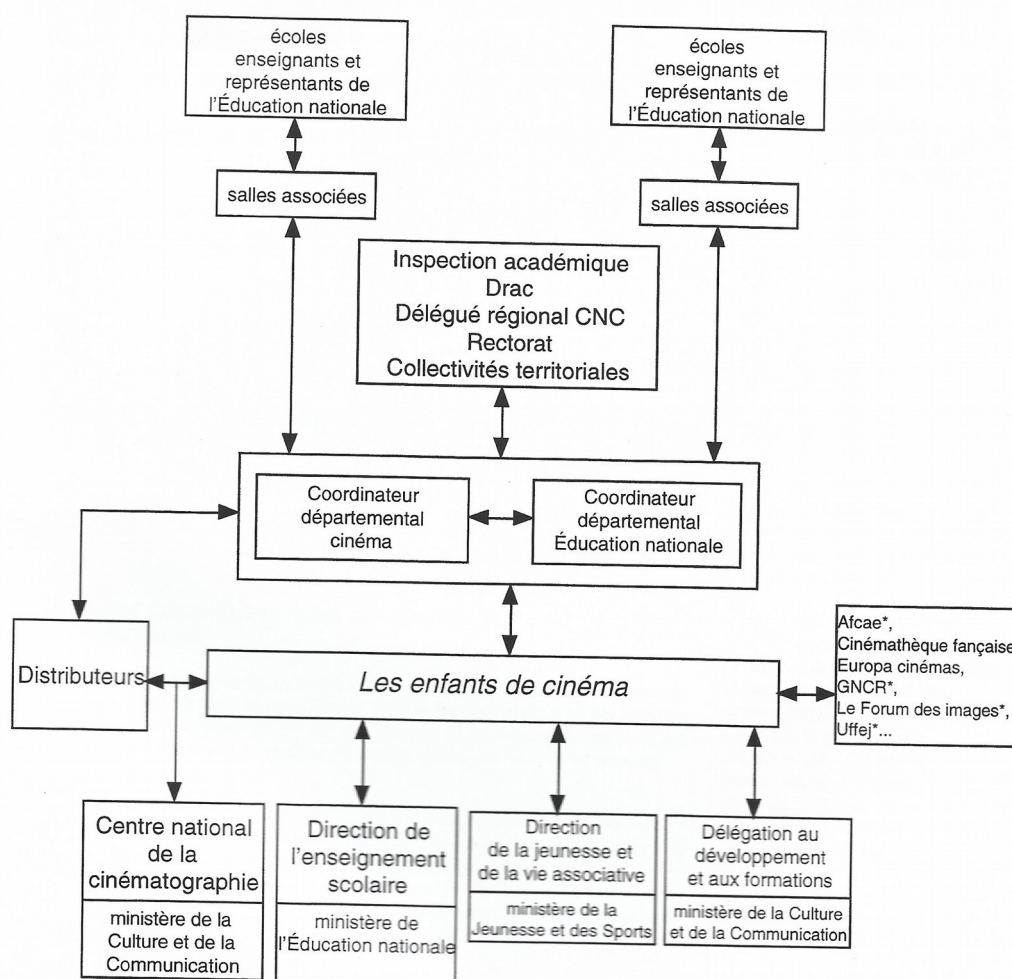 écoles
enseignants et
représentants de
l'Éducation nationale
écoles
enseignants et
représentants de
l'Éducation nationale
salles associées
salles associées
Inspection académique
Drac
Délégué régional CNC
Rectorat
Collectivités territoriales
Coordinateur
départemental
cinéma
Coordinateur
départemental
Éducation nationale
Distributeurs
Les enfants de cinéma
Afcae*,
Cinémathèque fançaise
Europa cinémas,
GNCR*,
Le Forum des images*,
Uffej*...
Centre national
de la
cinématographie
ministère de la
Culture et de la
Communication
Direction de
l'enseignement
scolaire
ministère de
l'Éducation nationale
Direction
de la jeunesse et
de la vie associative
ministère de la
Jeunesse et des Sports
Délégation au
développement
et aux formations
ministère de la Culture
et de la Communication